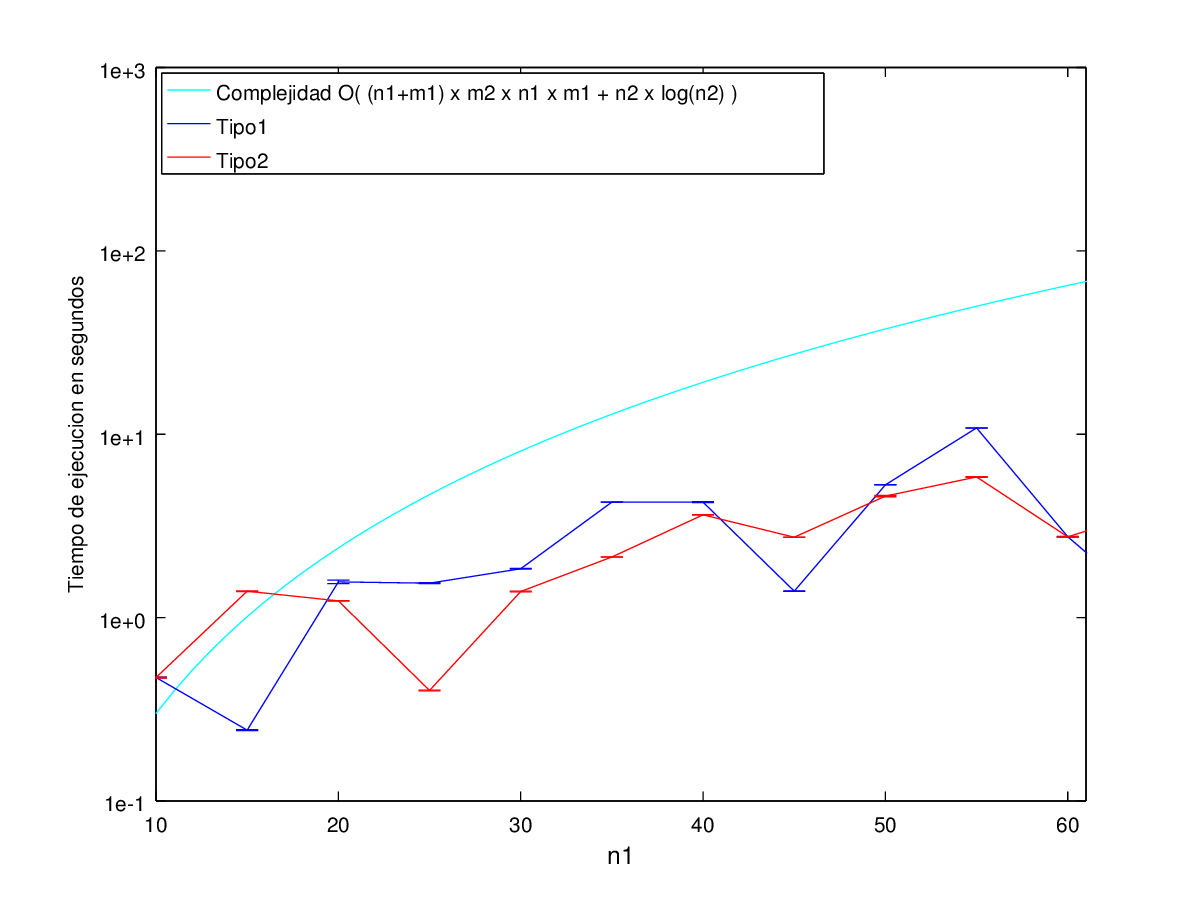 1e+3
Complejidad O( (n1+m1) x m2 x n1 x m1 + n2 x log(n2) )
Tipo1
Tipo2
1e+2
Tiempo de ejecucion en segundos
1e+1
1e+0
1e-1
10 20 30 40 50 60
n1